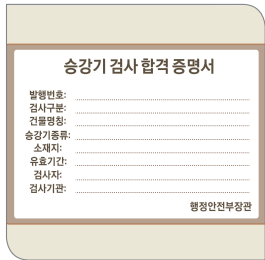 승강기 검사 합격 증명서
발행번호:
검사구분:
건물명칭:
승강기종류:
소재지:
유효기간:
검사자:
검사기관:
행정안전부장관